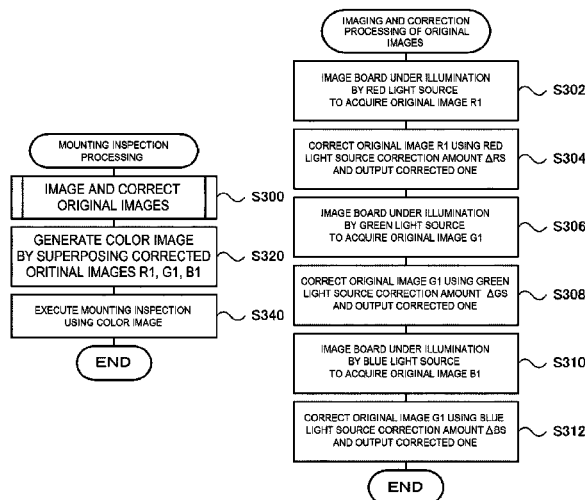 MOUNTING INSPECTION
PROCESSING
IMAGE AND CORRECT
ORIGINAL IMAGES
S300
GENERATE COLOR IMAGE
BY SUPERPOSING CORRECTED
ORITINAL IMAGES R1, G1, B1
S320
EXECUTE MOUNTING INSPECTION
USING COLOR IMAGE
S340
END
IMAGING AND CORRECTION
PROCESSING OF ORIGINAL
IMAGES
IMAGE BOARD UNDER ILLUMINATION
BY RED LIGHT SOURCE
TO ACQUIRE ORIGINAL IMAGE R1
S302
CORRECT ORIGINAL IMAGE R1 USING RED
LIGHT SOURCE CORRECTION AMOUNT ΔRS
AND OUTPUT CORRECTED ONE
S304
IMAGE BOARD UNDER ILLUMINATION
BY GREEN LIGHT SOURCE
TO ACQUIRE ORIGINAL IMAGE G1
S306
CORRECT ORIGINAL IMAGE G1 USING GREEN
LIGHT SOURCE CORRECTION AMOUNT ΔGS
AND OUTPUT CORRECTED ONE
S308
IMAGE BOARD UNDER ILLUMINATION
BY BLUE LIGHT SOURCE
TO ACQUIRE ORIGINAL IMAGE B1
S310
CORRECT ORIGINAL IMAGE G1 USING BLUE
LIGHT SOURCE CORRECTION AMOUNT ΔBS
AND OUTPUT CORRECTED ONE
S312
END